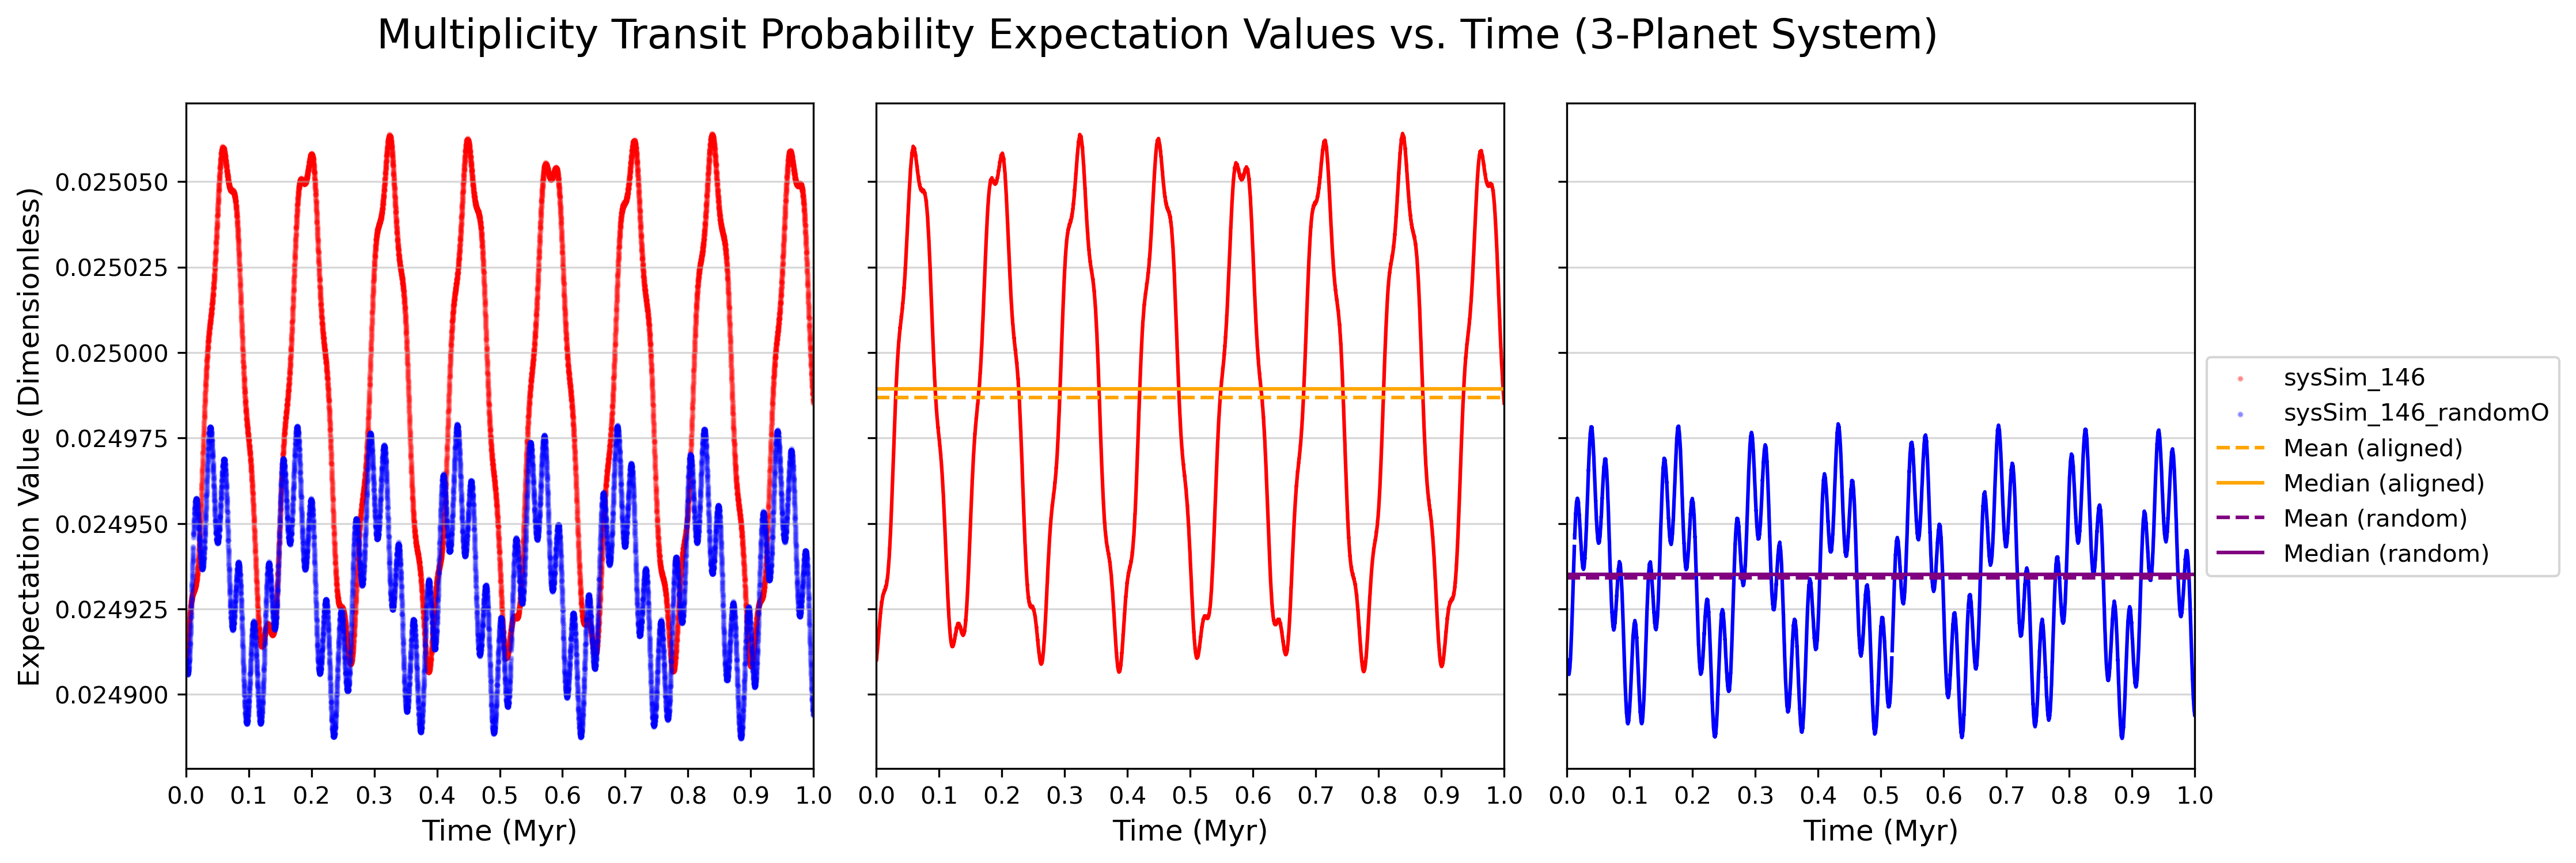 Multiplicity Transit Probability Expectation Values vs. Time (3-Planet System)
Expectation Value (Dimensionless)
0.025050
0.025025
0.025000
0.024975
0.024950
0.024925
0.024900
0.0 0.1 0.2 0.3 0.4 0.5 0.6 0.7 0.8 0.9 1.0
Time (Myr)
0.0 0.1 0.2 0.3 0.4 0.5 0.6 0.7 0.8 0.9 1.0
Time (Myr)
0.0 0.1 0.2 0.3 0.4 0.5 0.6 0.7 0.8 0.9 1.0
Time (Myr)
sysSim_146
sysSim_146_randomO
Mean (aligned)
Median (aligned)
Mean (random)
Median (random)